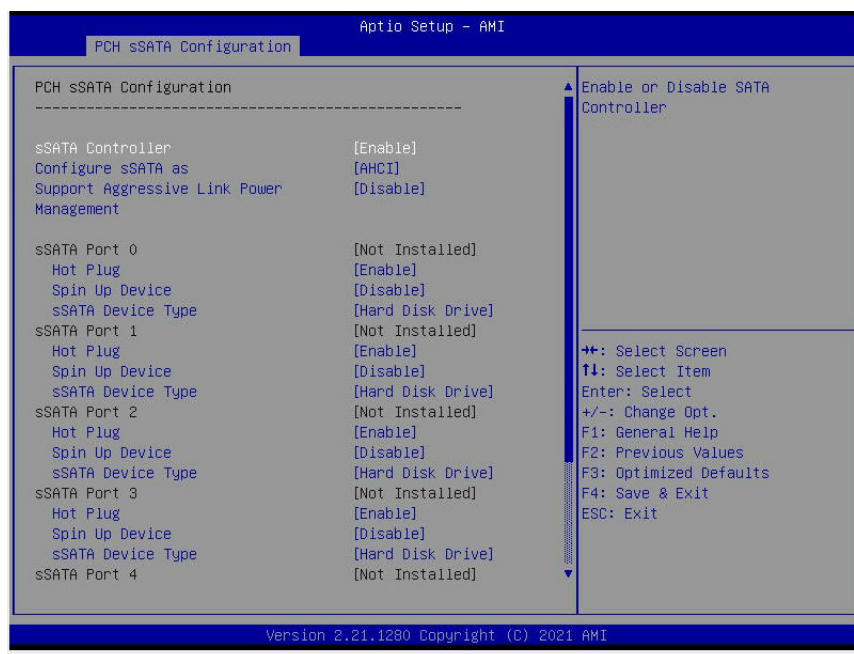 Aptio Setup – AMI
PCH sSATA Configuration
PCH sSATA Configuration
--------------------------------------------------
sSATA Controller [Enable]
Configure sSATA as [AHCI]
Support Aggressive Link Power [Disable]
Management
sSATA Port 0 [Not Installed]
Hot Plug [Enable]
Spin Up Device [Disable]
sSATA Device Type [Hard Disk Drive]
sSATA Port 1 [Not Installed]
Hot Plug [Enable]
Spin Up Device [Disable]
sSATA Device Type [Hard Disk Drive]
sSATA Port 2 [Not Installed]
Hot Plug [Enable]
Spin Up Device [Disable]
sSATA Device Type [Hard Disk Drive]
sSATA Port 3 [Not Installed]
Hot Plug [Enable]
Spin Up Device [Disable]
sSATA Device Type [Hard Disk Drive]
sSATA Port 4 [Not Installed]
Enable or Disable SATA
Controller
→←: Select Screen
↑↓: Select Item
Enter: Select
+/-: Change Opt.
F1: General Help
F2: Previous Values
F3: Optimized Defaults
F4: Save & Exit
ESC: Exit
Version 2.21.1280 Copyright (C) 2021 AMI